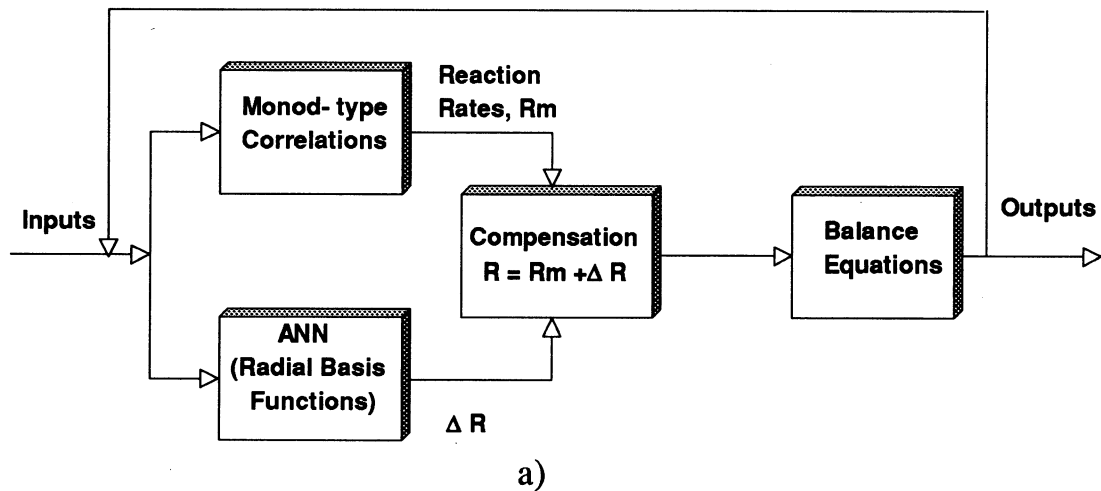 Inputs
Monod- type
Correlations
Reaction
Rates, Rm
ANN
(Radial Basis
Functions)
Δ R
Compensation
R = Rm +Δ R
Balance
Equations
Outputs
a)